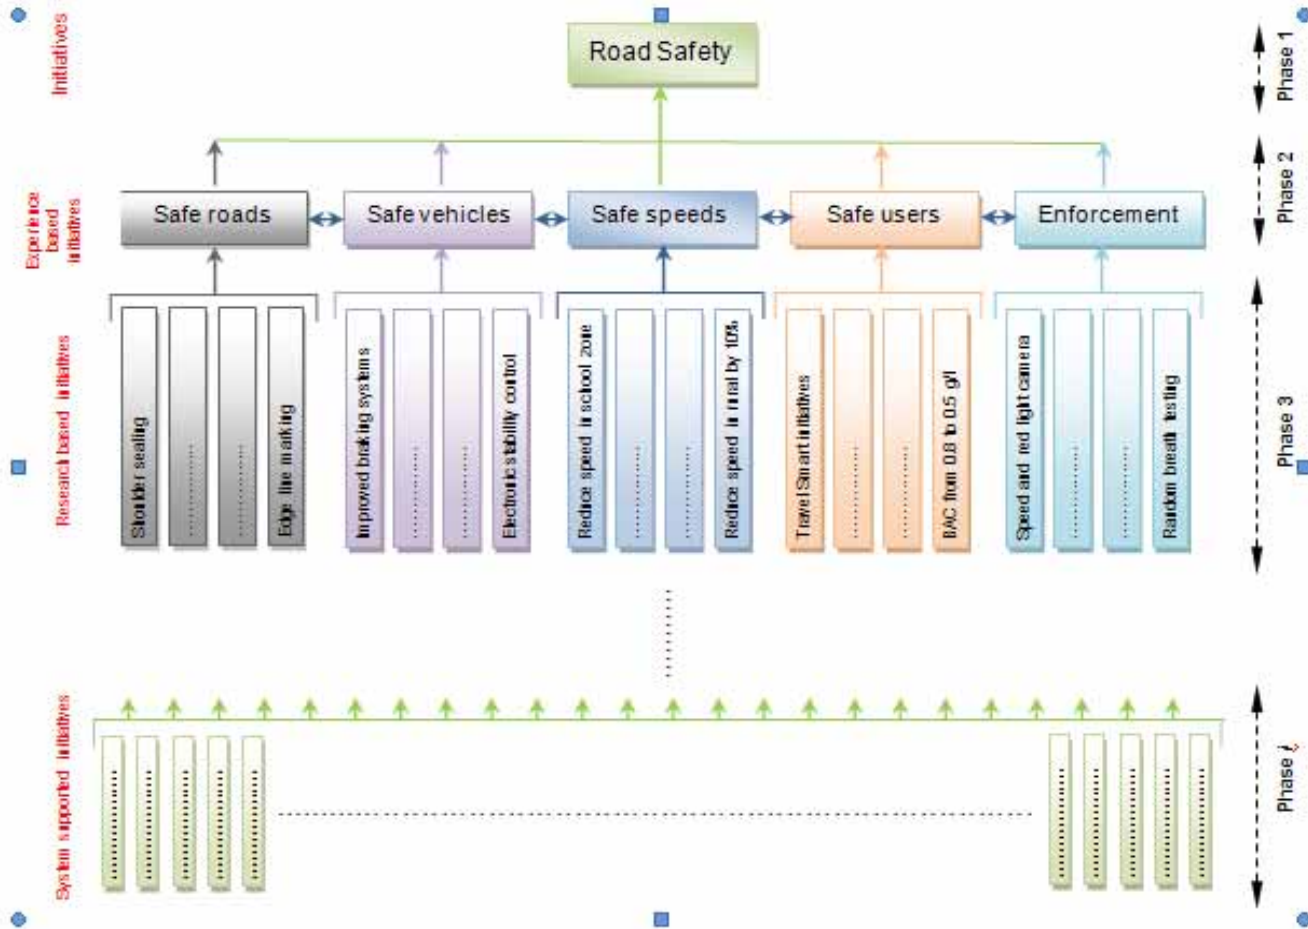 Initiatives
Road Safety
Phase 1
Experience
based
initiatives
Safe roads
Safe vehicles
Safe speeds
Safe users
Enforcement
Phase 2
Research based initiatives
Shoulder sealing
..............
..............
Edge line marking
Improved braking systems
..............
..............
Electronic stability control
Reduce speed in school zone
..............
..............
Reduce speed in rural by 10%
Travel Smart initiatives
..............
..............
BAC from 0.8 to 0.5 g/l
Speed and red light camera
..............
..............
Random breath testing
Phase 3
System supported initiatives
Phase i